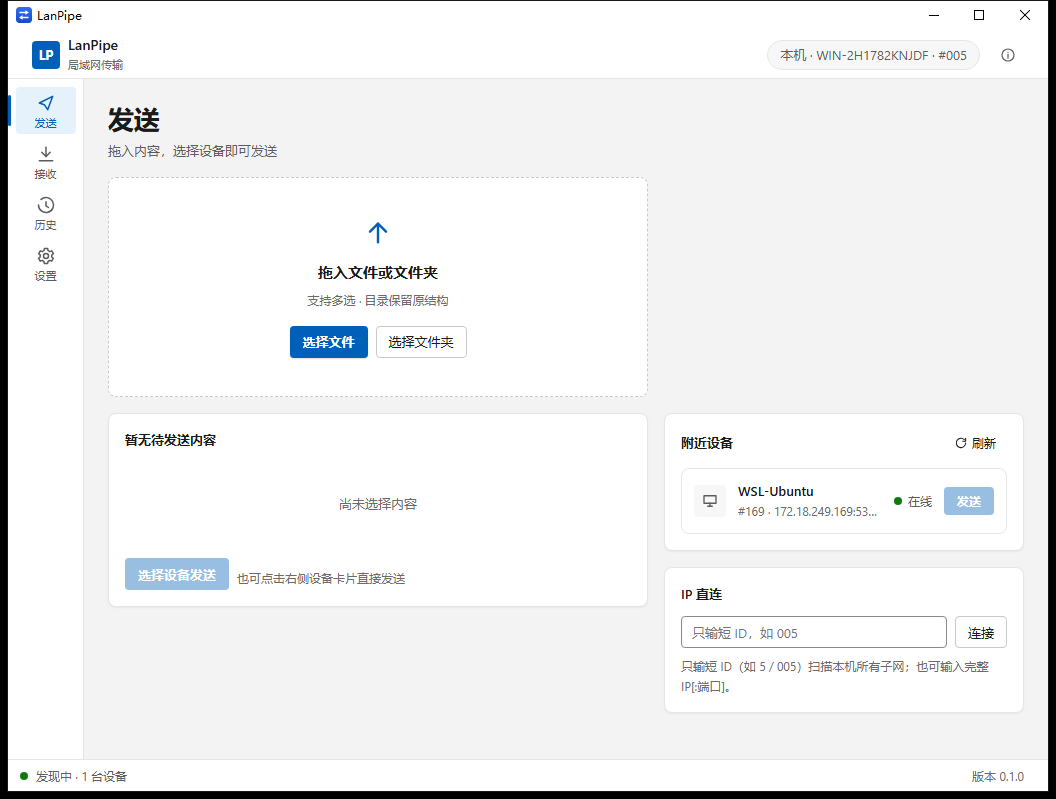 LanPipe
LP
LanPipe
局域网传输
本机 · WIN-2H1782KNJDF · #005
发送
接收
历史
设置
发送
拖入内容，选择设备即可发送
拖入文件或文件夹
支持多选 · 目录保留原结构
选择文件
选择文件夹
暂无待发送内容
尚未选择内容
选择设备发送
也可点击右侧设备卡片直接发送
附近设备
刷新
WSL-Ubuntu
#169 · 172.18.249.169:53...
在线
发送
IP 直连
只输短 ID，如 005
连接
只输短 ID（如 5 / 005）扫描本机所有子网；也可输入完整
IP[:端口]。
发现中 · 1 台设备
版本 0.1.0